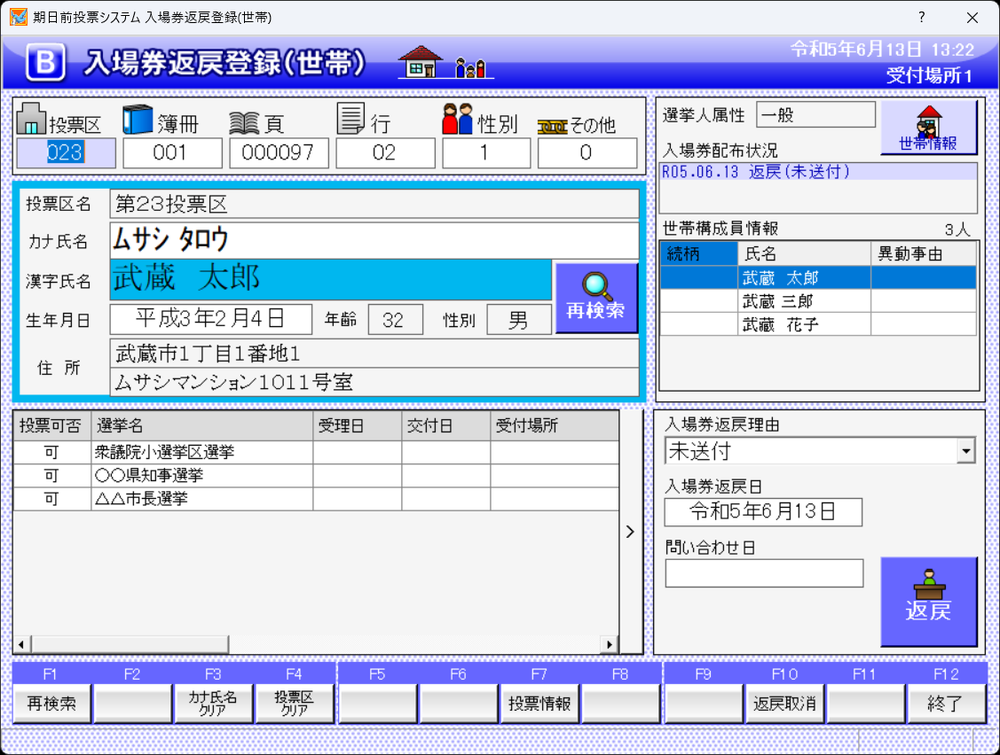 期日前投票システム 入場券返戻登録(世帯)
?
B 入場券返戻登録(世帯)
令和5年6月13日 13:22
受付場所1
投票区 簿冊 頁 行 性別 その他
023 001 000097 02 1 0
選挙人属性 一般
世帯情報
入場券配布状況
R05.06.13 返戻(未送付)
投票区名 第23投票区
カナ氏名 ムサシ タロウ
漢字氏名 武蔵 太郎
再検索
生年月日 平成3年2月4日 年齢 32 性別 男
住 所 武蔵市1丁目1番地1
ムサシマンション1011号室
世帯構成員情報 3人
続柄 氏名 異動事由
武蔵 太郎
武蔵 三郎
武蔵 花子
投票可否 選挙名 受理日 交付日 受付場所
可 衆議院小選挙区選挙
可 〇〇県知事選挙
可 △△市長選挙
入場券返戻理由
未送付
入場券返戻日
令和5年6月13日
問い合わせ日
返戻
F1 F2 F3 F4 F5 F6 F7 F8 F9 F10 F11 F12
再検索 カナ氏名クリア 投票区クリア 投票情報 返戻取消 終了